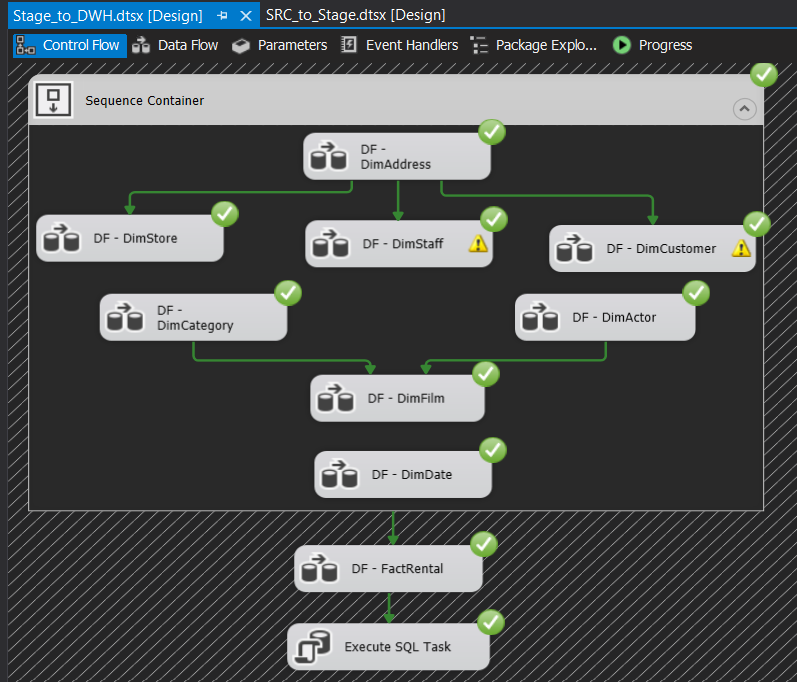 Stage_to_DWH.dtsx [Design]
SRC_to_Stage.dtsx [Design]
Control Flow
Data Flow
Parameters
Event Handlers
Package Explo...
Progress
Sequence Container
DF -
DimAddress
DF - DimStore
DF - DimStaff
DF - DimCustomer
DF -
DimCategory
DF - DimActor
DF - DimFilm
DF - DimDate
DF - FactRental
Execute SQL Task